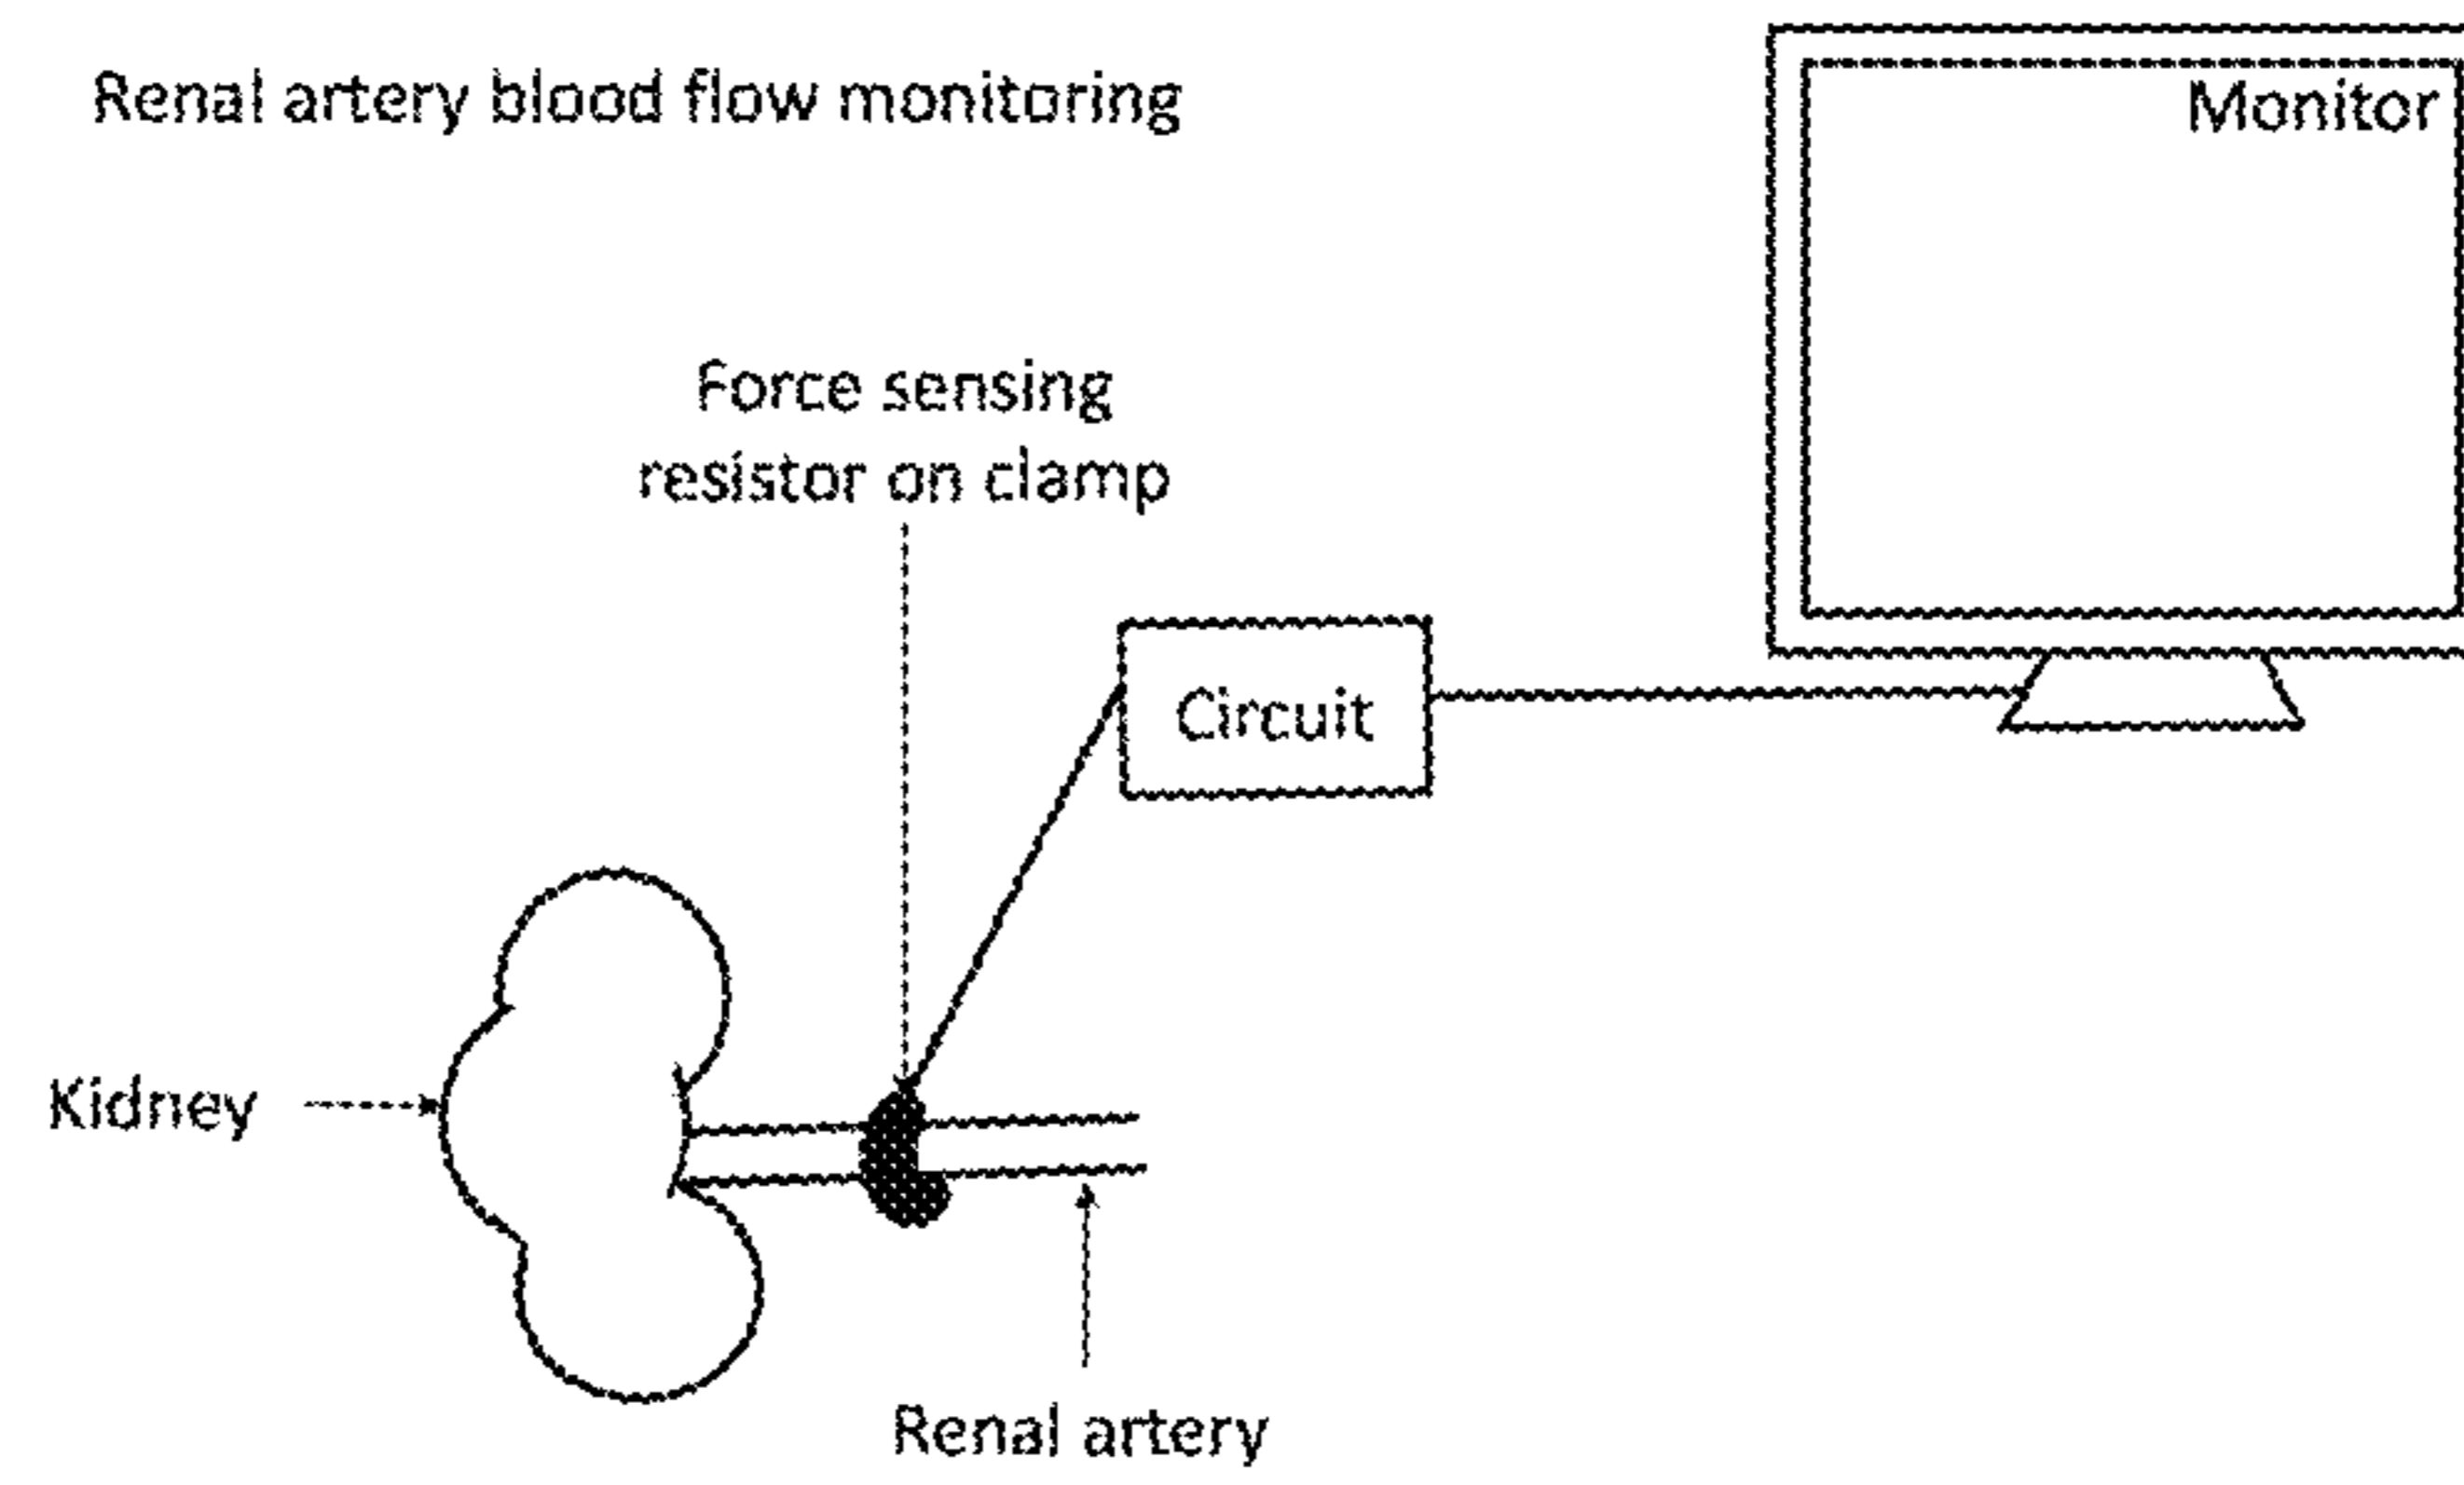 Renal artery blood flow monitoring
Monitor
Force sensing
resistor on clamp
Circuit
Kidney
Renal artery